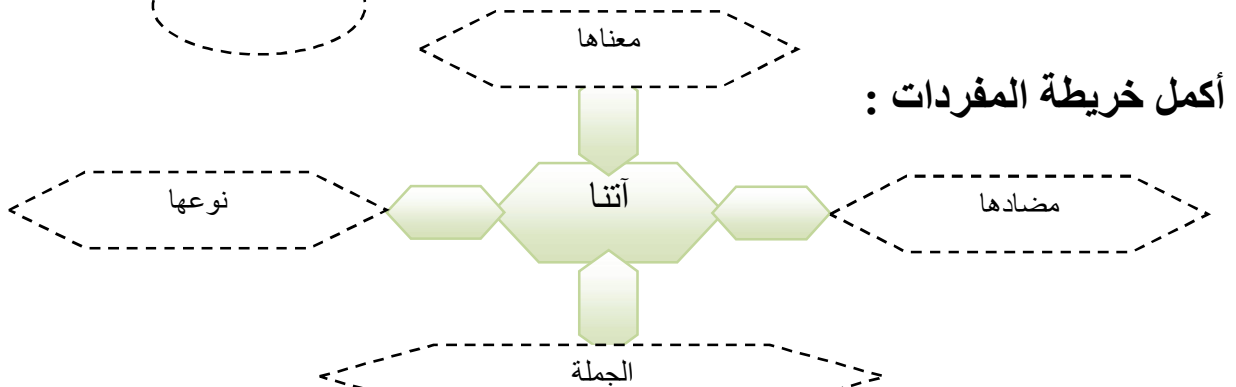 معناها
أكمل خريطة المفردات :
آتنا
مضادها
نوعها
الجملة